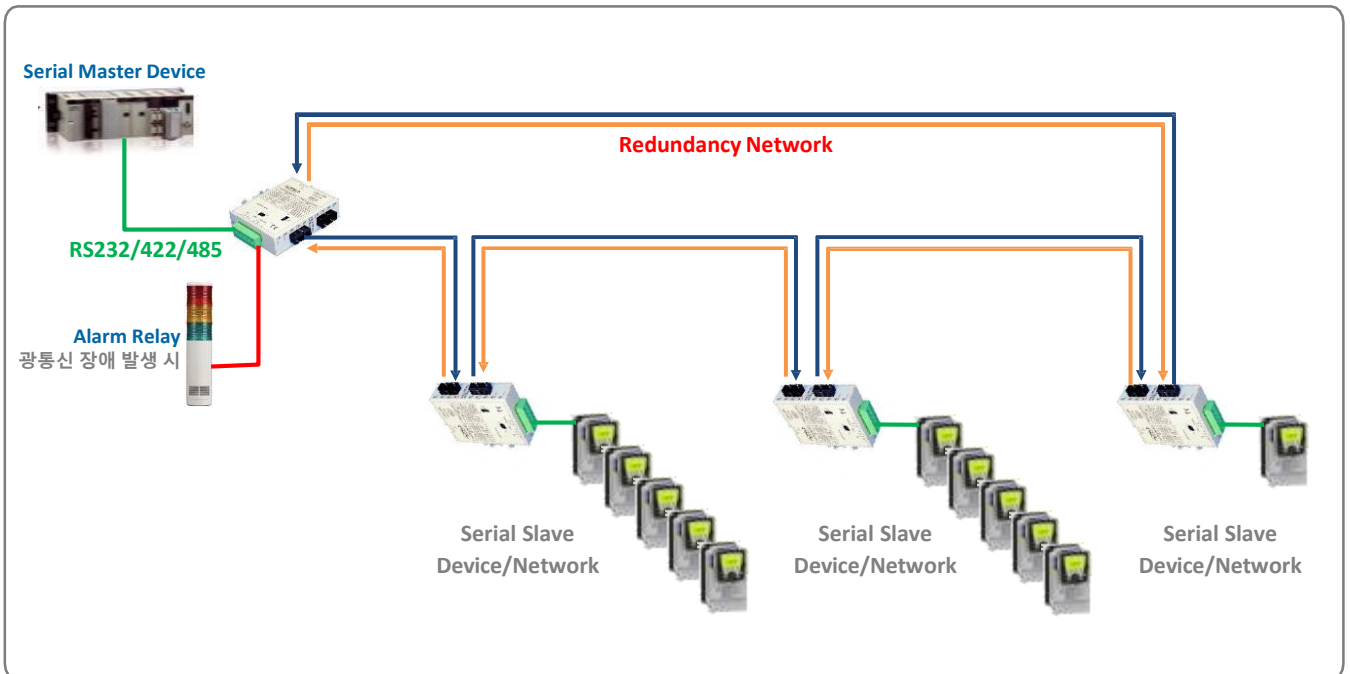 Serial Master Device
Redundancy Network
RS232/422/485
Alarm Relay
광통신 장애 발생 시
Serial Slave
Device/Network
Serial Slave
Device/Network
Serial Slave
Device/Network